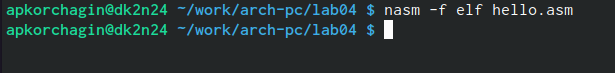 apkorchagin@dk2n24 ~/work/arch-pc/lab04 $ nasm -f elf hello.asm
apkorchagin@dk2n24 ~/work/arch-pc/lab04 $